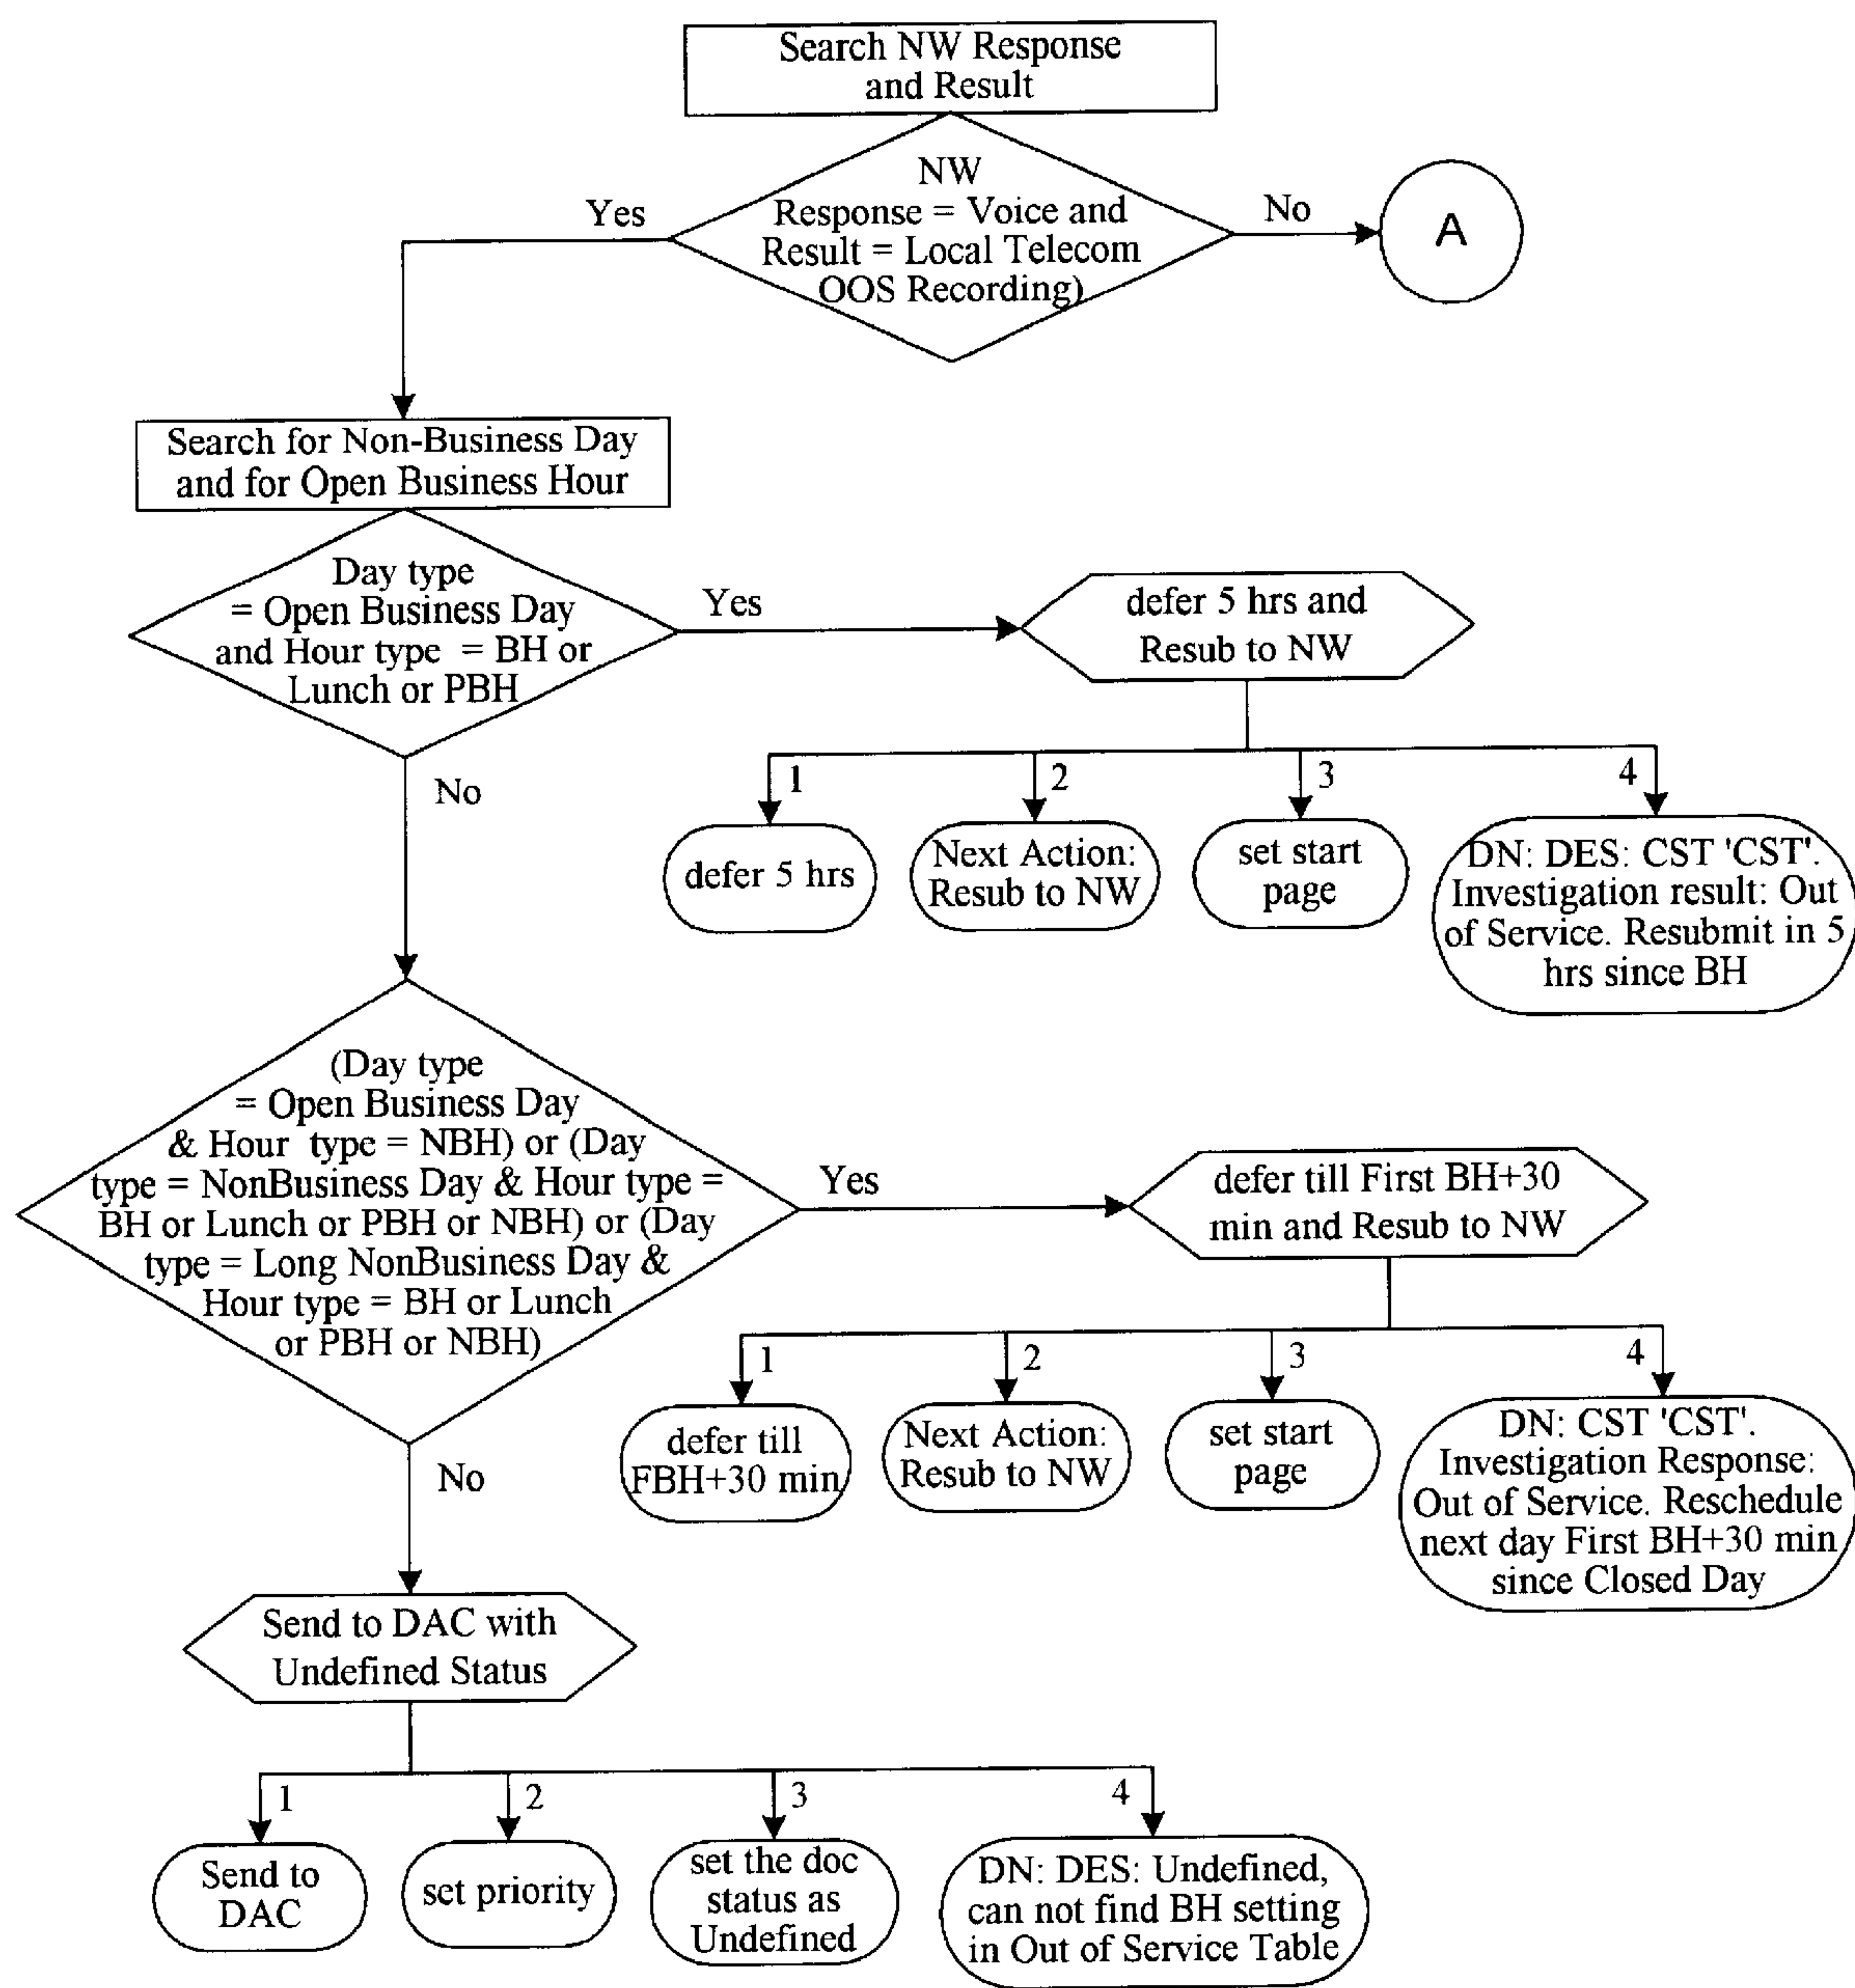 Search NW Response
and Result
NW
Response = Voice and
Result = Local Telecom
OOS Recording)
Yes
No
A
Search for Non-Business Day
and for Open Business Hour
Day type
= Open Business Day
and Hour type = BH or
Lunch or PBH
Yes
No
defer 5 hrs and
Resub to NW
1
2
3
4
defer 5 hrs
Next Action:
Resub to NW
set start
page
DN: DES: CST 'CST'.
Investigation result: Out
of Service. Resubmit in 5
hrs since BH
(Day type
= Open Business Day
& Hour type = NBH) or (Day
type = NonBusiness Day & Hour type =
BH or Lunch or PBH or NBH) or (Day
type = Long NonBusiness Day &
Hour type = BH or Lunch
or PBH or NBH)
Yes
No
defer till First BH+30
min and Resub to NW
1
2
3
4
defer till
FBH+30 min
Next Action:
Resub to NW
set start
page
DN: CST 'CST'.
Investigation Response:
Out of Service. Reschedule
next day First BH+30 min
since Closed Day
Send to DAC with
Undefined Status
1
2
3
4
Send to
DAC
set priority
set the doc
status as
Undefined
DN: DES: Undefined,
can not find BH setting
in Out of Service Table